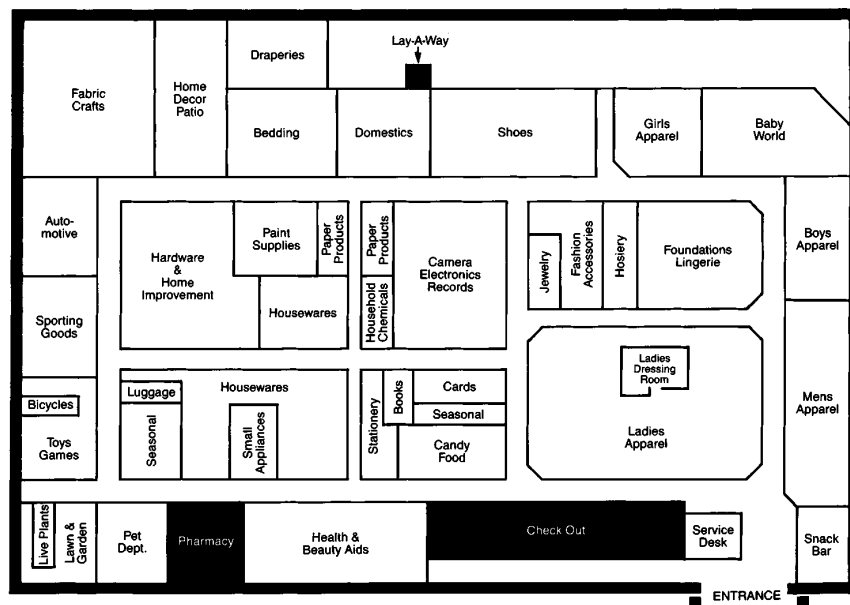 Lay-A-Way
Draperies
Fabric
Crafts
Home
Decor
Patio
Bedding
Domestics
Shoes
Girls
Apparel
Baby
World
Auto-
motive
Hardware
&
Home
Improvement
Paint
Supplies
Paper
Products
Paper
Products
Camera
Electronics
Records
Jewelry
Fashion
Accessories
Hosiery
Foundations
Lingerie
Boys
Apparel
Sporting
Goods
Housewares
Household
Chemicals
Bicycles
Toys
Games
Luggage
Seasonal
Housewares
Small
Appliances
Stationery
Books
Cards
Seasonal
Candy
Food
Ladies
Dressing
Room
Ladies
Apparel
Mens
Apparel
Live Plants
Lawn &
Garden
Pet
Dept.
Pharmacy
Health &
Beauty Aids
Check Out
Service
Desk
Snack
Bar
ENTRANCE